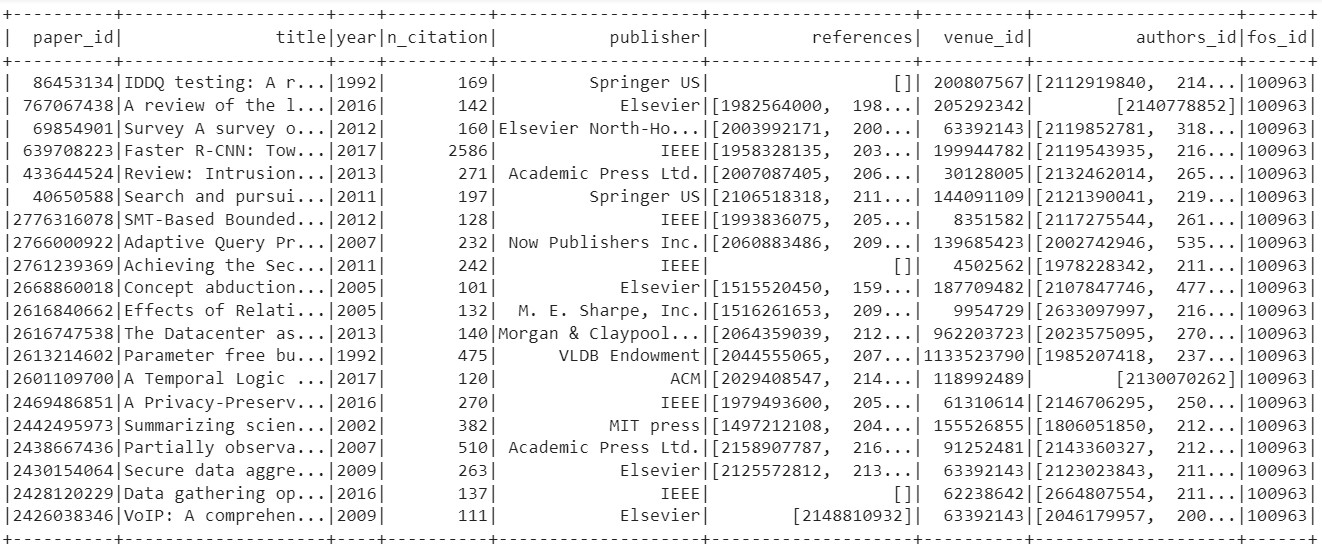 +----------+--------------------+----+----------+--------------------+--------------------+----------+--------------------+------+
|  paper_id|               title|year|n_citation|           publisher|          references|  venue_id|          authors_id|fos_id|
+----------+--------------------+----+----------+--------------------+--------------------+----------+--------------------+------+
|  86453134|IDDQ testing: A r...|1992|       169|         Springer US|                  []| 200807567|[2112919840,  214...|100963|
| 767067438|A review of the l...|2016|       142|            Elsevier|[1982564000,  198...| 205292342|        [2140778852]|100963|
|  69854901|Survey A survey o...|2012|       160|Elsevier North-Ho...|[2003992171,  200...|  63392143|[2119852781,  318...|100963|
| 639708223|Faster R-CNN: Tow...|2017|      2586|                IEEE|[1958328135,  203...| 199944782|[2119543935,  216...|100963|
| 433644524|Review: Intrusion...|2013|       271| Academic Press Ltd.|[2007087405,  206...|  30128005|[2132462014,  265...|100963|
|  40650588|Search and pursui...|2011|       197|         Springer US|[2106518318,  211...| 144091109|[2121390041,  219...|100963|
|2776316078|SMT-Based Bounded...|2012|       128|                IEEE|[1993836075,  205...|   8351582|[2117275544,  261...|100963|
|2766000922|Adaptive Query Pr...|2007|       232| Now Publishers Inc.|[2060883486,  209...| 139685423|[2002742946,  535...|100963|
|2761239369|Achieving the Sec...|2011|       242|                IEEE|                  []|   4502562|[1978228342,  211...|100963|
|2668860018|Concept abduction...|2005|       101|            Elsevier|[1515520450,  159...| 187709482|[2107847746,  477...|100963|
|2616840662|Effects of Relati...|2005|       132|  M. E. Sharpe, Inc.|[1516261653,  209...|   9954729|[2633097997,  216...|100963|
|2616747538|The Datacenter as...|2013|       140|Morgan & Claypool...|[2064359039,  212...| 962203723|[2023575095,  270...|100963|
|2613214602|Parameter free bu...|1992|       475|      VLDB Endowment|[2044555065,  207...|1133523790|[1985207418,  237...|100963|
|2601109700|A Temporal Logic ...|2017|       120|                 ACM|[2029408547,  214...| 118992489|        [2130070262]|100963|
|2469486851|A Privacy-Preserv...|2016|       270|                IEEE|[1979493600,  205...|  61310614|[2146706295,  250...|100963|
|2442495973|Summarizing scien...|2002|       382|           MIT press|[1497212108,  204...| 155526855|[1806051850,  212...|100963|
|2438667436|Partially observa...|2007|       510| Academic Press Ltd.|[2158907787,  216...|  91252481|[2143360327,  212...|100963|
|2430154064|Secure data aggre...|2009|       263|            Elsevier|[2125572812,  213...|  63392143|[2123023843,  211...|100963|
|2428120229|Data gathering op...|2016|       137|                IEEE|                  []|  62238642|[2664807554,  211...|100963|
|2426038346|VoIP: A comprehen...|2009|       111|            Elsevier|        [2148810932]|  63392143|[2046179957,  200...|100963|
+----------+--------------------+----+----------+--------------------+--------------------+----------+--------------------+------+